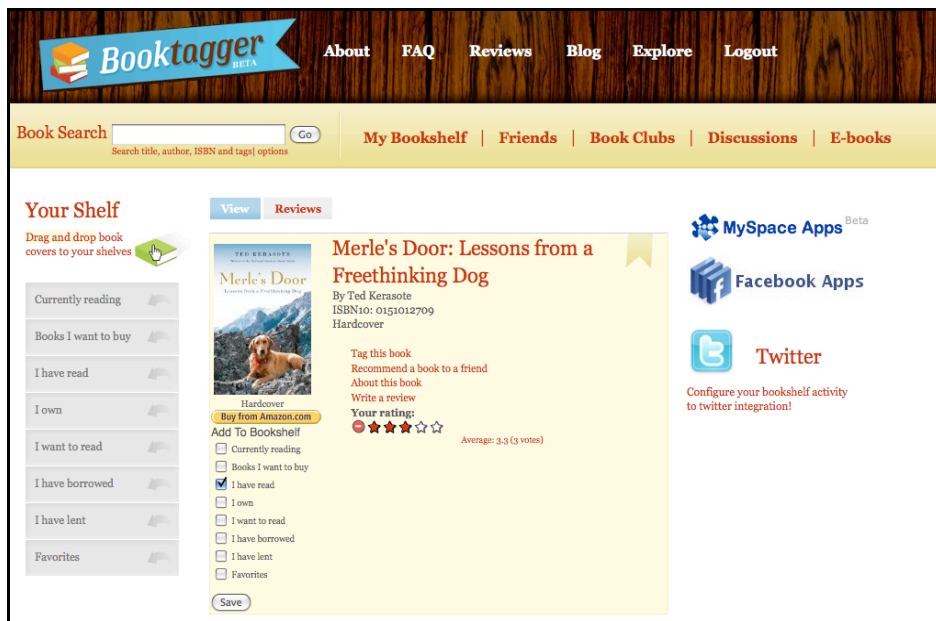 Booktagger
BETA
About FAQ Reviews Blog Explore Logout
Book Search Go
Search title, author, ISBN and tags| options
My Bookshelf | Friends | Book Clubs | Discussions | E-books
Your Shelf
Drag and drop book
covers to your shelves
Currently reading
Books I want to buy
I have read
I own
I want to read
I have borrowed
I have lent
Favorites
View Reviews
TED KERASOTE
Merle's Door
Lessons from a Freethinking Dog
Hardcover
Buy from Amazon.com
Add To Bookshelf
Currently reading
Books I want to buy
I have read
I own
I want to read
I have borrowed
I have lent
Favorites
Save
Merle's Door: Lessons from a
Freethinking Dog
By Ted Kerasote
ISBN10: 0151012709
Hardcover
Tag this book
Recommend a book to a friend
About this book
Write a review
Your rating:
Average: 3.3 (3 votes)
MySpace Apps Beta
Facebook Apps
Twitter
Configure your bookshelf activity
to twitter integration!